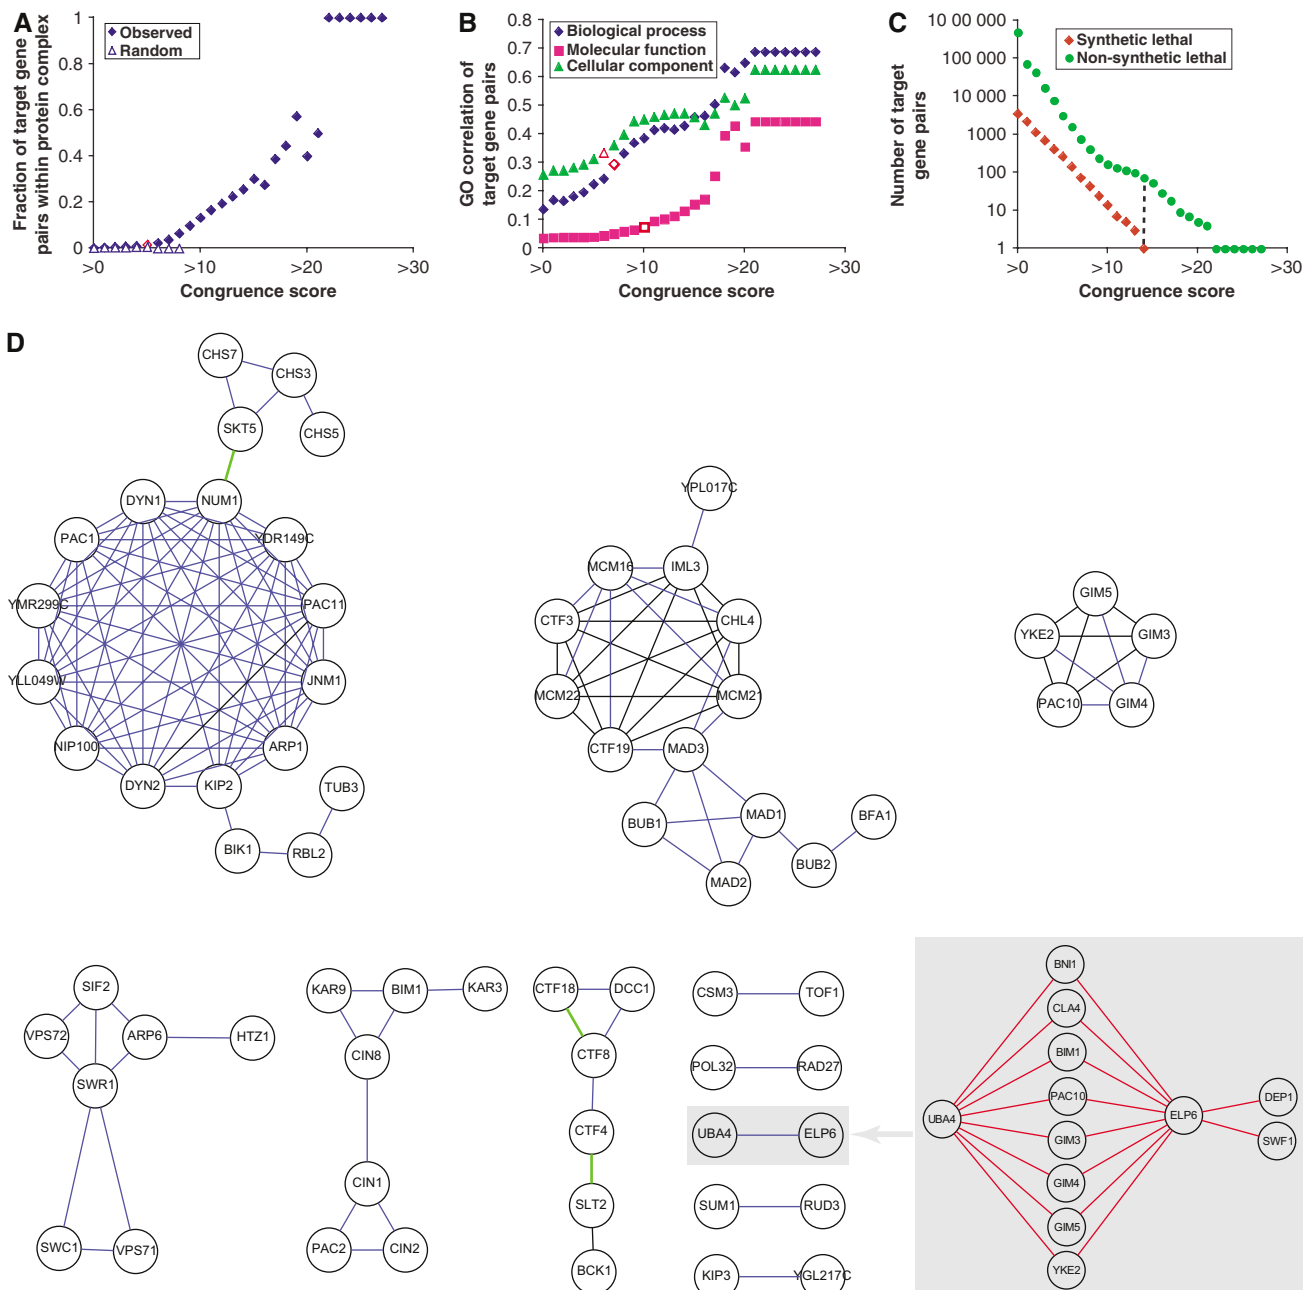 A
Fraction of target gene
pairs within protein complex
1
0.8
0.6
0.4
0.2
0
>0
>10
>20
>30
Congruence score
Observed
Random
B
GO correlation of
target gene pairs
0.8
0.7
0.6
0.5
0.4
0.3
0.2
0.1
0
>0
>10
>20
>30
Congruence score
Biological process
Molecular function
Cellular component
C
Number of target
gene pairs
10 00 000
100 000
10 000
1000
100
10
1
>0
>10
>20
>30
Congruence score
Synthetic lethal
Non-synthetic lethal
D
CHS7
CHS3
SKT5
CHS5
DYN1
NUM1
PAC1
YDR149C
YMR299C
PAC11
YLL049W
JNM1
NIP100
ARP1
DYN2
KIP2
TUB3
BIK1
RBL2
YPL017C
MCM16
IML3
CTF3
CHL4
MCM22
MCM21
CTF19
MAD3
BUB1
MAD1
BFA1
BUB2
MAD2
GIM5
YKE2
GIM3
PAC10
GIM4
SIF2
VPS72
ARP6
HTZ1
SWR1
SWC1
VPS71
KAR9
BIM1
KAR3
CIN8
CIN1
PAC2
CIN2
CTF18
DCC1
CTF8
CTF4
SLT2
BCK1
CSM3
TOF1
POL32
RAD27
UBA4
ELP6
SUM1
RUD3
KIP3
YGL217C
BNI1
CLA4
BIM1
PAC10
UBA4
ELP6
DEP1
SWF1
GIM3
GIM4
GIM5
YKE2